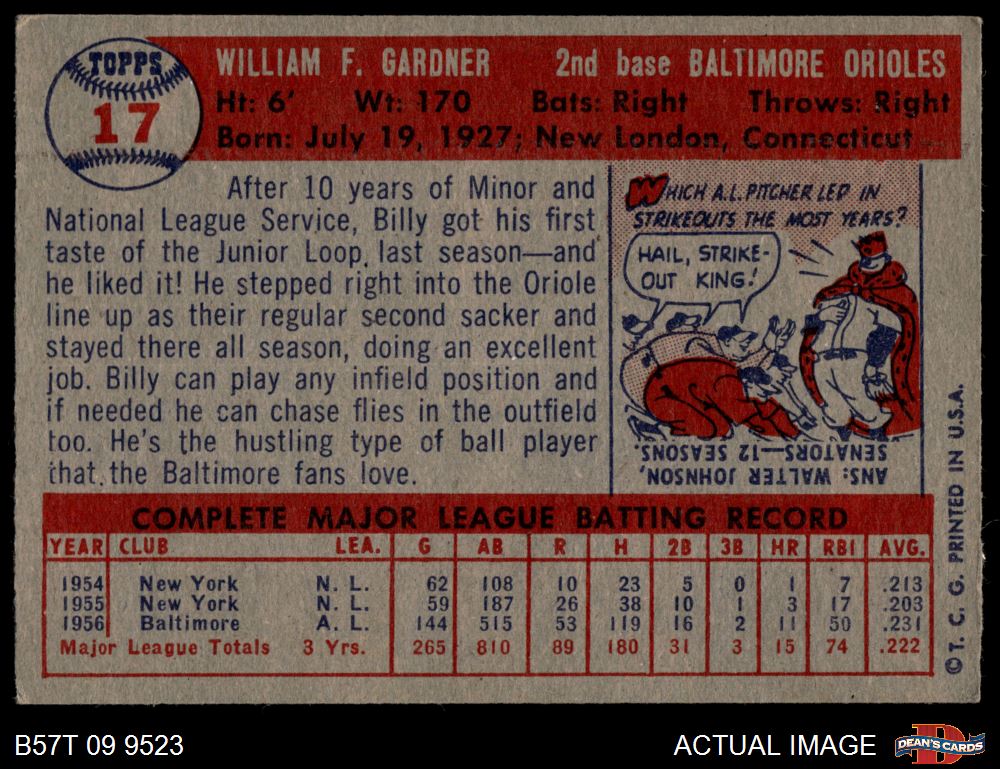 TOPPS
17
WILLIAM F. GARDNER 2nd base BALTIMORE ORIOLES
Ht: 6' Wt: 170 Bats: Right Throws: Right
Born: July 19, 1927; New London, Connecticut
After 10 years of Minor and
National League Service, Billy got his first
taste of the Junior Loop, last season—and
he liked it! He stepped right into the Oriole
line up as their regular second sacker and
stayed there all season, doing an excellent
job. Billy can play any infield position and
if needed he can chase flies in the outfield
too. He's the hustling type of ball player
that the Baltimore fans love.
WHICH A.L. PITCHER LED IN
STRIKEOUTS THE MOST YEARS?
HAIL, STRIKE-
OUT KING!
ANS: WALTER JOHNSON,
SENATORS—12 SEASONS.
COMPLETE MAJOR LEAGUE BATTING RECORD
YEAR CLUB LEA. G AB R H 2B 3B HR RBI AVG.
1954 New York N. L. 62 108 10 23 5 0 1 7 .213
1955 New York N. L. 59 187 26 38 10 1 3 17 .203
1956 Baltimore A. L. 144 515 53 119 16 2 11 50 .231
Major League Totals 3 Yrs. 265 810 89 180 31 3 15 74 .222
© T. C. G. PRINTED IN U.S.A.
B57T 09 9523
ACTUAL IMAGE
D
DEAN'S CARDS